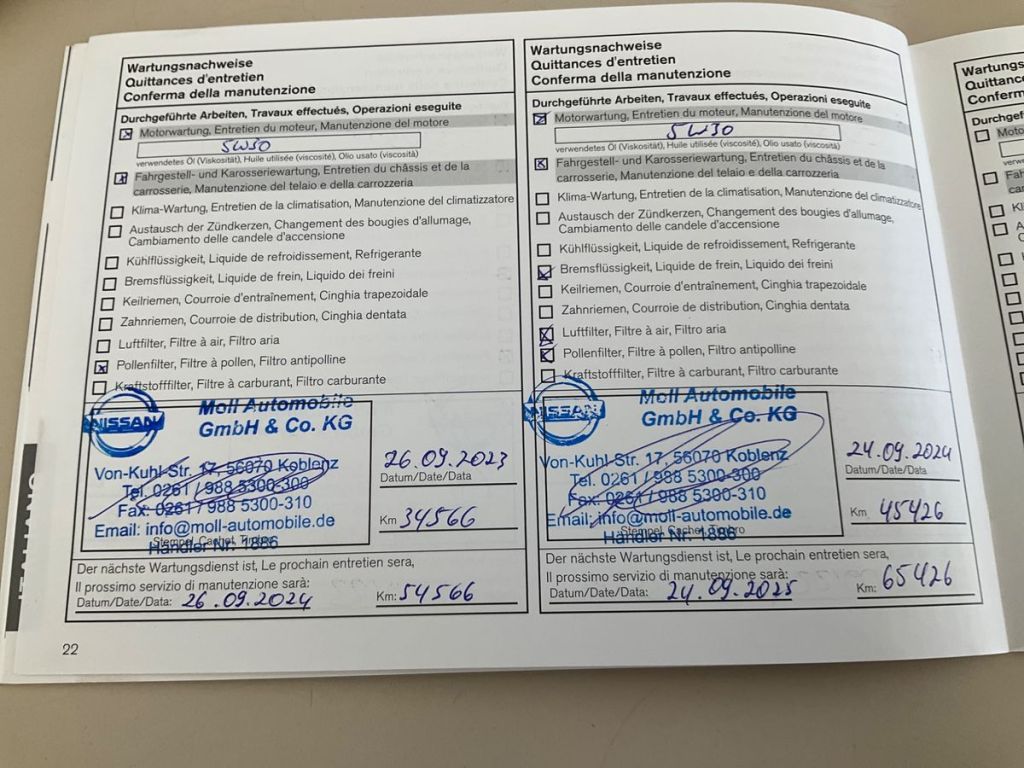 Wartungsnachweise
Quittances d'entretien
Conferma della manutenzione
Durchgeführte Arbeiten, Travaux effectués, Operazioni eseguite
Motorwartung, Entretien du moteur, Manutenzione del motore
5W30
verwendetes Öl (Viskosität), Huile utilisée (viscosité), Olio usato (viscosità)
Fahrgestell- und Karosseriewartung, Entretien du châssis et de la
carrosserie, Manutenzione del telaio e della carrozzeria
Klima-Wartung, Entretien de la climatisation, Manutenzione del climatizzatore
Austausch der Zündkerzen, Changement des bougies d'allumage,
Cambiamento delle candele d'accensione
Kühlflüssigkeit, Liquide de refroidissement, Refrigerante
Bremsflüssigkeit, Liquide de frein, Liquido dei freini
Keilriemen, Courroie d'entraînement, Cinghia trapezoidale
Zahnriemen, Courroie de distribution, Cinghia dentata
Luftfilter, Filtre à air, Filtro aria
Pollenfilter, Filtre à pollen, Filtro antipolline
Kraftstofffilter, Filtre à carburant, Filtro carburante
NISSAN
Moll Automobile
GmbH & Co. KG
Von-Kuhl-Str. 17, 56070 Koblenz
Tel. 0261 / 988 5300-300
Fax: 0261 / 988 5300-310
Email: info@moll-automobile.de
Händler Nr. 1886
Stempel, Cachet, Timbro
26.09.2023
Datum/Date/Data
Km 34566
Der nächste Wartungsdienst ist, Le prochain entretien sera,
Il prossimo servizio di manutenzione sarà:
Datum/Date/Data: 26.09.2024
Km: 54566
22
Wartungsnachweise
Quittances d'entretien
Conferma della manutenzione
Durchgeführte Arbeiten, Travaux effectués, Operazioni eseguite
Motorwartung, Entretien du moteur, Manutenzione del motore
5W30
verwendetes Öl (Viskosität), Huile utilisée (viscosité), Olio usato (viscosità)
Fahrgestell- und Karosseriewartung, Entretien du châssis et de la
carrosserie, Manutenzione del telaio e della carrozzeria
Klima-Wartung, Entretien de la climatisation, Manutenzione del climatizzatore
Austausch der Zündkerzen, Changement des bougies d'allumage,
Cambiamento delle candele d'accensione
Kühlflüssigkeit, Liquide de refroidissement, Refrigerante
Bremsflüssigkeit, Liquide de frein, Liquido dei freini
Keilriemen, Courroie d'entraînement, Cinghia trapezoidale
Zahnriemen, Courroie de distribution, Cinghia dentata
Luftfilter, Filtre à air, Filtro aria
Pollenfilter, Filtre à pollen, Filtro antipolline
Kraftstofffilter, Filtre à carburant, Filtro carburante
NISSAN
Moll Automobile
GmbH & Co. KG
Von-Kuhl-Str. 17, 56070 Koblenz
Tel. 0261 / 988 5300-300
Fax: 0261 / 988 5300-310
Email: info@moll-automobile.de
Händler Nr. 1886
Stempel, Cachet, Timbro
24.09.2024
Datum/Date/Data
Km. 45426
Der nächste Wartungsdienst ist, Le prochain entretien sera,
Il prossimo servizio di manutenzione sarà:
Datum/Date/Data: 24.09.2025
Km: 65426